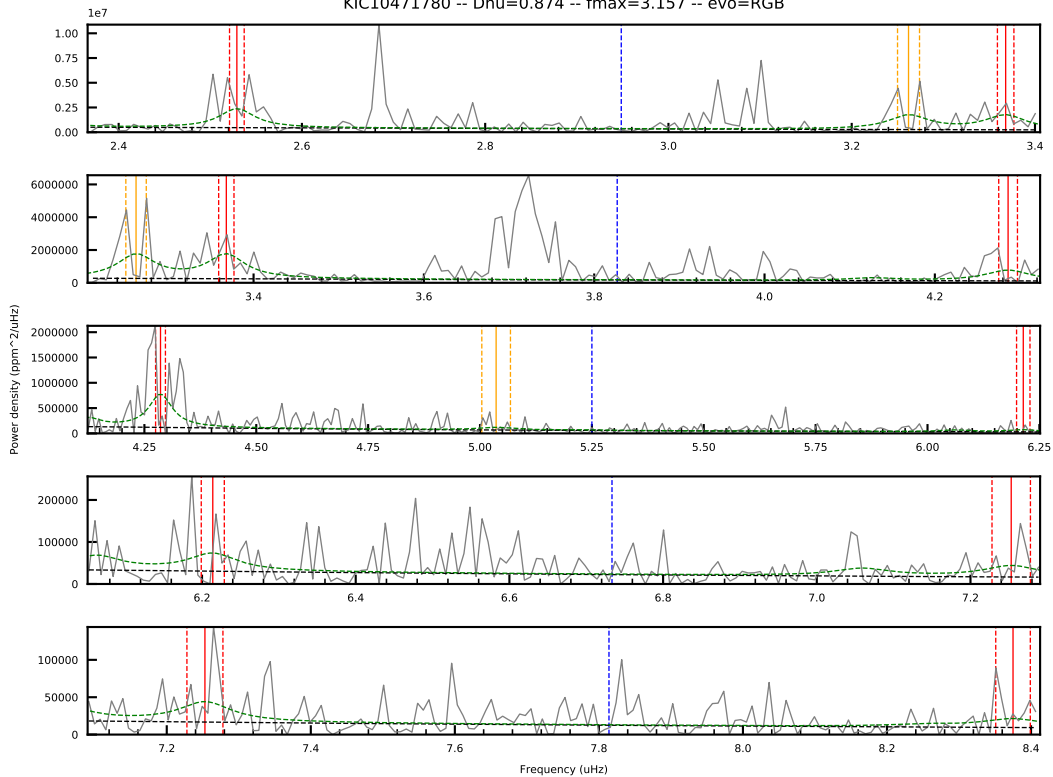 KIC10471780 -- Dnu=0.874 -- fmax=3.157 -- evo=RGB
1e7
1.00
0.75
0.50
0.25
0.00
2.4 2.6 2.8 3.0 3.2 3.4
6000000
4000000
2000000
0
3.4 3.6 3.8 4.0 4.2
Power density (ppm^2/uHz)
2000000
1500000
1000000
500000
0
4.25 4.50 4.75 5.00 5.25 5.50 5.75 6.00 6.25
200000
100000
0
6.2 6.4 6.6 6.8 7.0 7.2
100000
50000
0
7.2 7.4 7.6 7.8 8.0 8.2 8.4
Frequency (uHz)